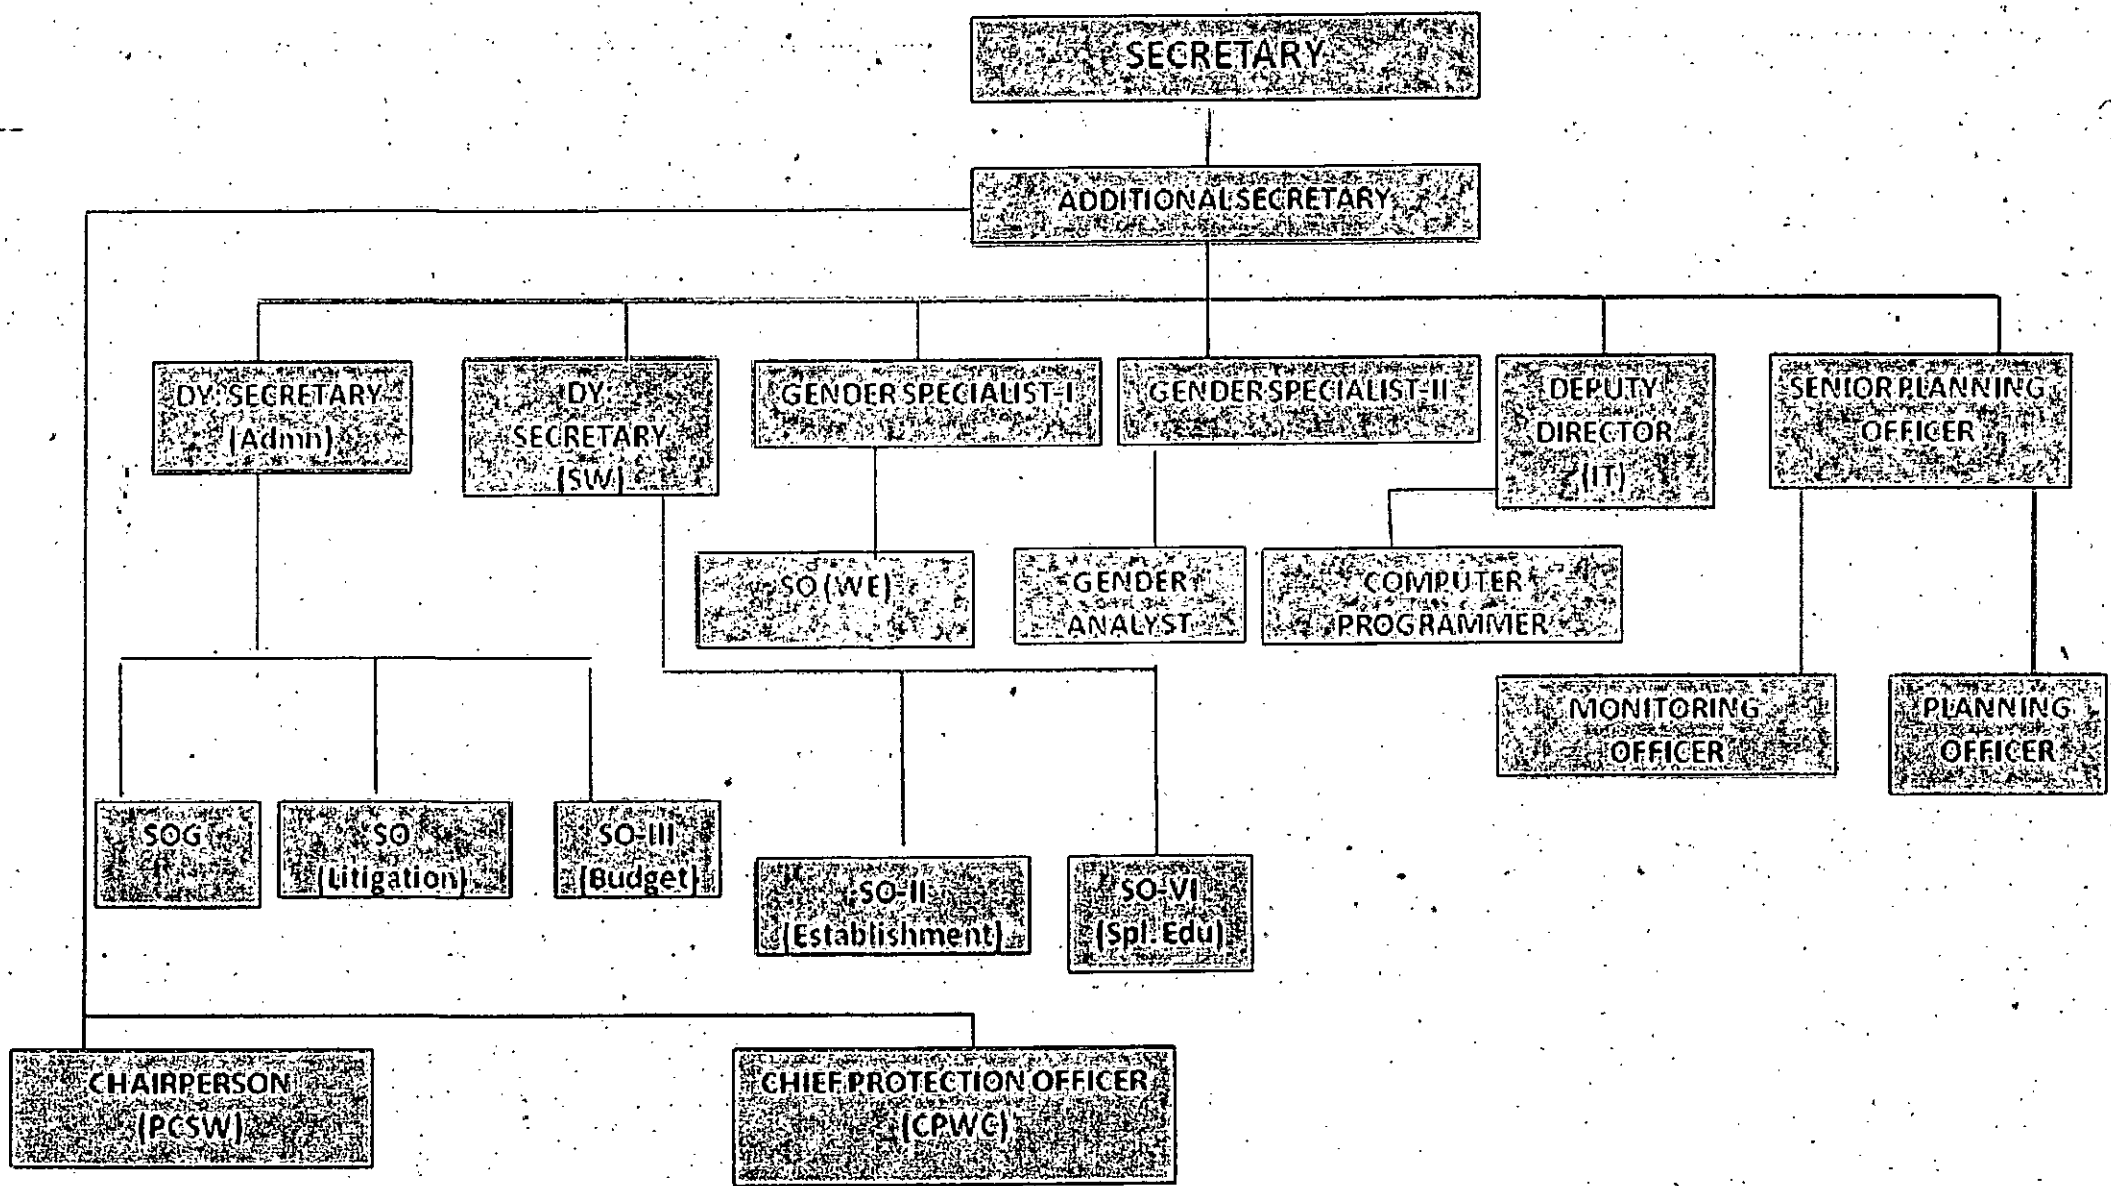 SECRETARY
ADDITIONAL SECRETARY
DY: SECRETARY
(Admn)
DY:
SECRETARY
(SW)
GENDER SPECIALIST-I
GENDER SPECIALIST-II
DEPUTY
DIRECTOR
(IT)
SENIOR PLANNING
OFFICER
SO (WE)
GENDER
ANALYST
COMPUTER
PROGRAMMER
MONITORING
OFFICER
PLANNING
OFFICER
SOG
SO
(Litigation)
SO-III
(Budget)
SO-II
(Establishment)
SO-VI
(Spl. Edu)
CHAIRPERSON
(PCSW)
CHIEF PROTECTION OFFICER
(CPWC)